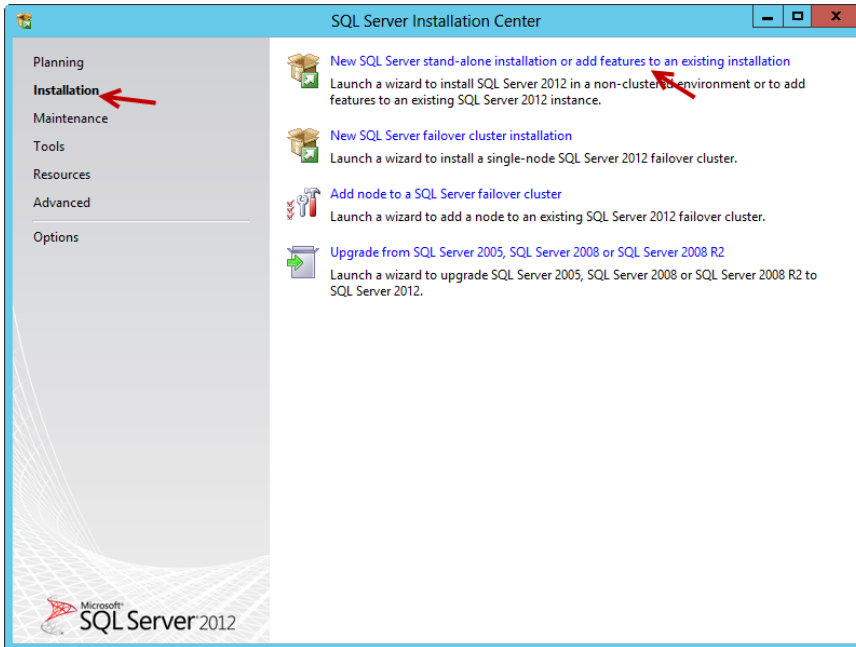 SQL Server Installation Center
Planning
Installation
Maintenance
Tools
Resources
Advanced
Options
New SQL Server stand-alone installation or add features to an existing installation
Launch a wizard to install SQL Server 2012 in a non-clustered environment or to add
features to an existing SQL Server 2012 instance.
New SQL Server failover cluster installation
Launch a wizard to install a single-node SQL Server 2012 failover cluster.
Add node to a SQL Server failover cluster
Launch a wizard to add a node to an existing SQL Server 2012 failover cluster.
Upgrade from SQL Server 2005, SQL Server 2008 or SQL Server 2008 R2
Launch a wizard to upgrade SQL Server 2005, SQL Server 2008 or SQL Server 2008 R2 to
SQL Server 2012.
Microsoft®
SQL Server 2012